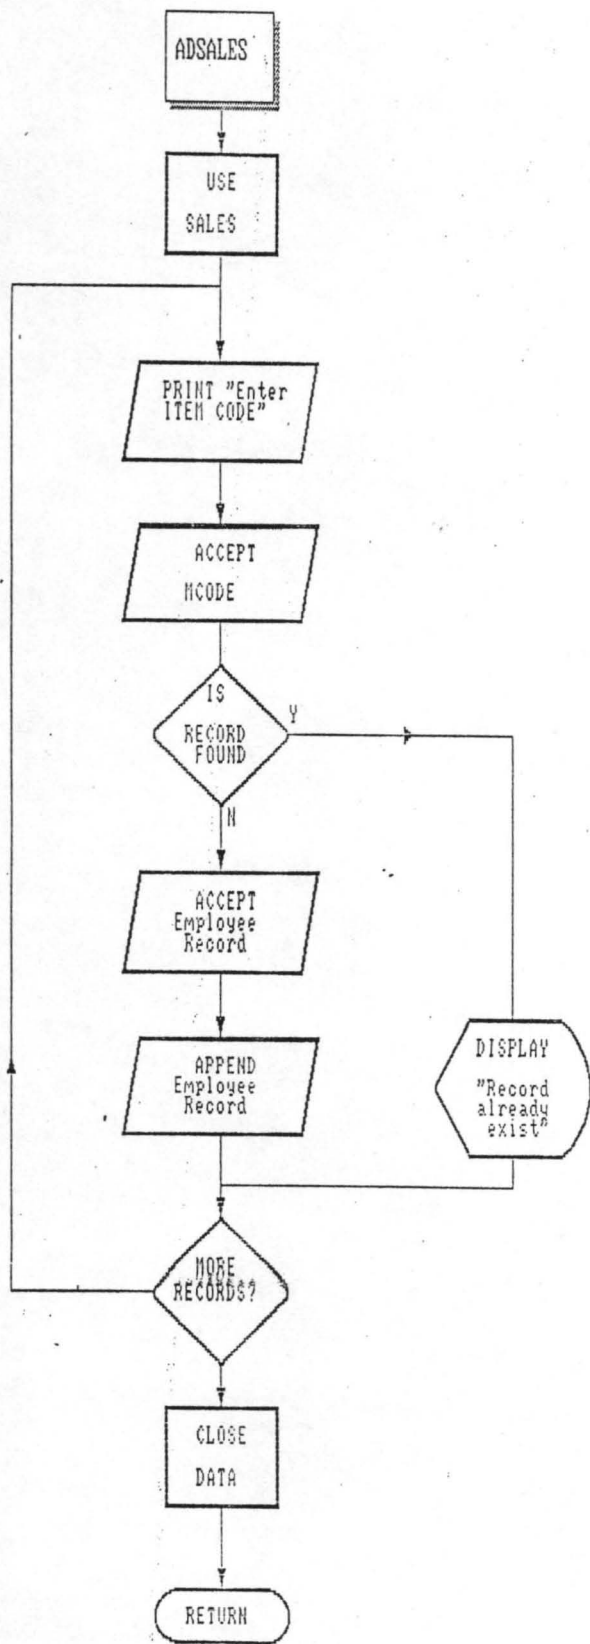 ADSALES
USE
SALES
PRINT "Enter
ITEM CODE"
ACCEPT
MCODE
IS
RECORD
FOUND
Y
N
ACCEPT
Employee
Record
APPEND
Employee
Record
DISPLAY
"Record
already
exist"
MORE
RECORDS?
CLOSE
DATA
RETURN